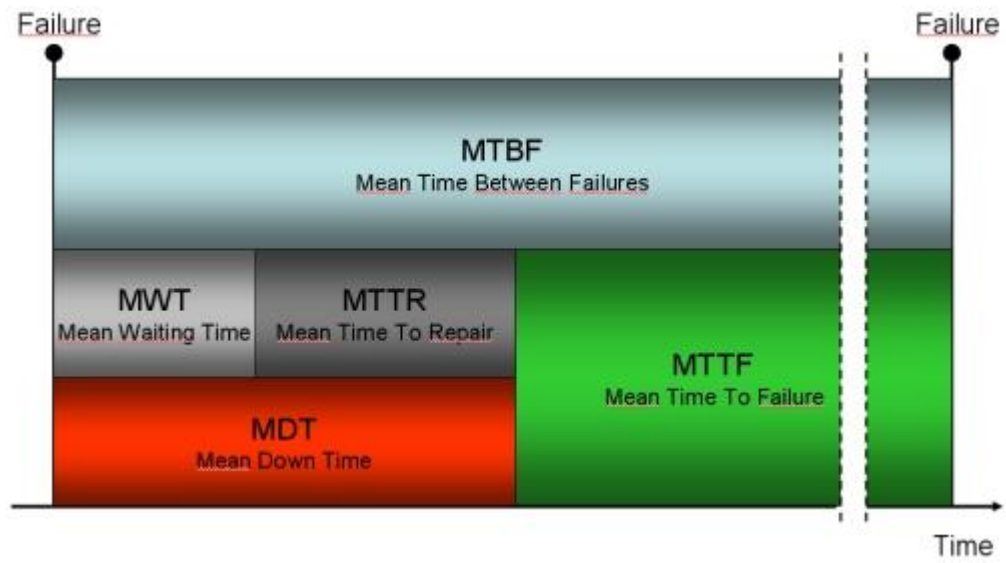 Failure
Failure
MTBF
Mean Time Between Failures
MWT
Mean Waiting Time
MTTR
Mean Time To Repair
MTTF
Mean Time To Failure
MDT
Mean Down Time
Time